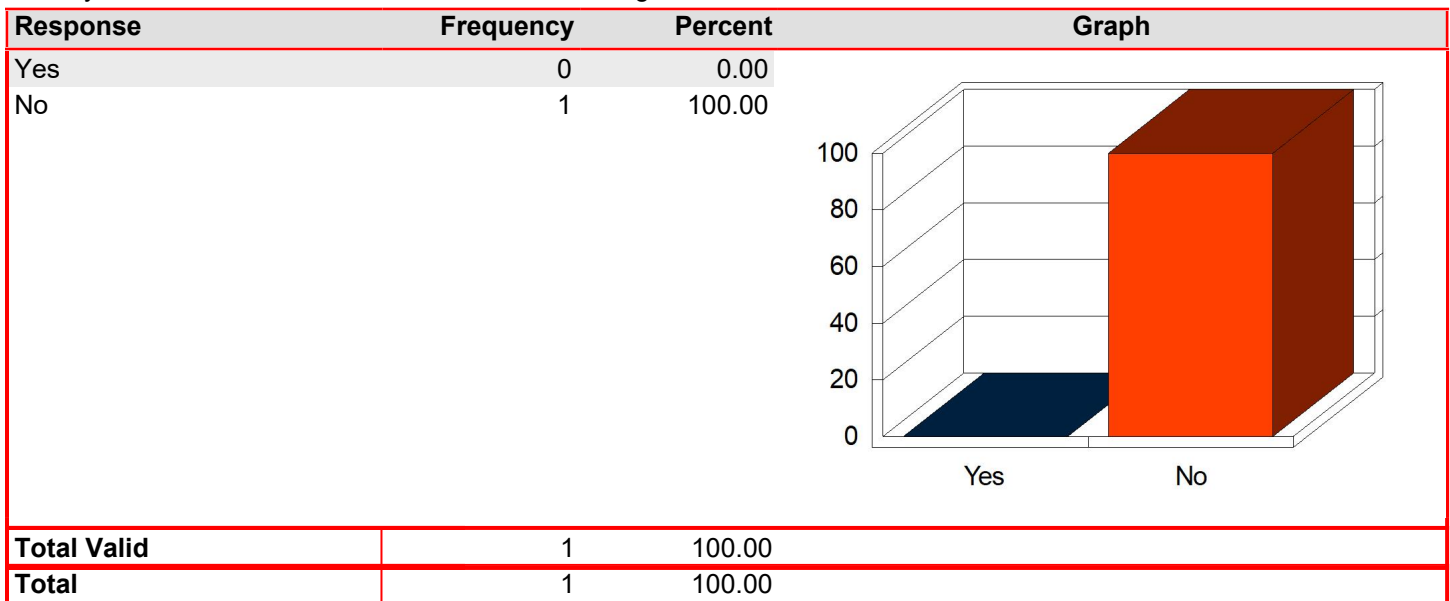 Response Frequency Percent Graph
Yes 0 0.00
No 1 100.00
100
80
60
40
20
0
Yes No
Total Valid 1 100.00
Total 1 100.00